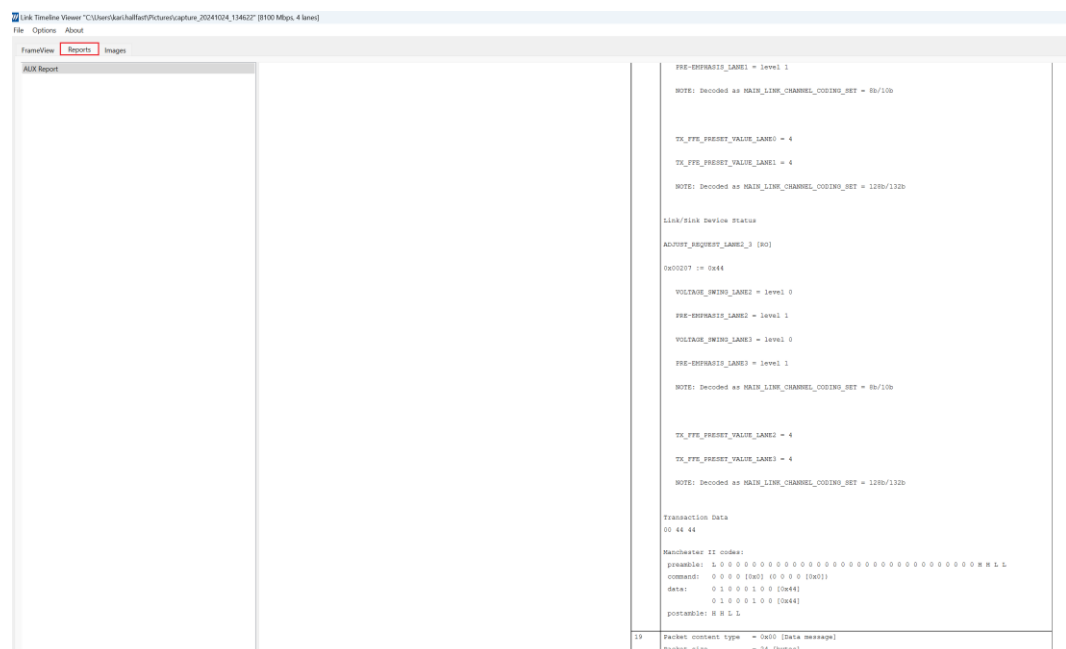 Link Timeline Viewer "C:\Users\kari.hallfast\Pictures\capture_20241024_134622" [8100 Mbps, 4 lanes]
File Options About
FrameView Reports Images
AUX Report
PRE-EMPHASIS_LANE1 = level 1
NOTE: Decoded as MAIN_LINK_CHANNEL_CODING_SET = 8b/10b
TX_FFE_PRESET_VALUE_LANE0 = 4
TX_FFE_PRESET_VALUE_LANE1 = 4
NOTE: Decoded as MAIN_LINK_CHANNEL_CODING_SET = 128b/132b
Link/Sink Device Status
ADJUST_REQUEST_LANE2_3 [RO]
0x00207 := 0x44
VOLTAGE_SWING_LANE2 = level 0
PRE-EMPHASIS_LANE2 = level 1
VOLTAGE_SWING_LANE3 = level 0
PRE-EMPHASIS_LANE3 = level 1
NOTE: Decoded as MAIN_LINK_CHANNEL_CODING_SET = 8b/10b
TX_FFE_PRESET_VALUE_LANE2 = 4
TX_FFE_PRESET_VALUE_LANE3 = 4
NOTE: Decoded as MAIN_LINK_CHANNEL_CODING_SET = 128b/132b
Transaction Data
00 44 44
Manchester II codes:
preamble: L 0 0 0 0 0 0 0 0 0 0 0 0 0 0 0 0 0 0 0 0 0 0 0 0 0 0 0 0 0 0 0 0 H H L L
command: 0 0 0 0 [0x0] (0 0 0 0 [0x0])
data: 0 1 0 0 0 1 0 0 [0x44]
0 1 0 0 0 1 0 0 [0x44]
postamble: H H L L
19 Packet content type = 0x00 [Data message]
Packet size = 24 [bytes]